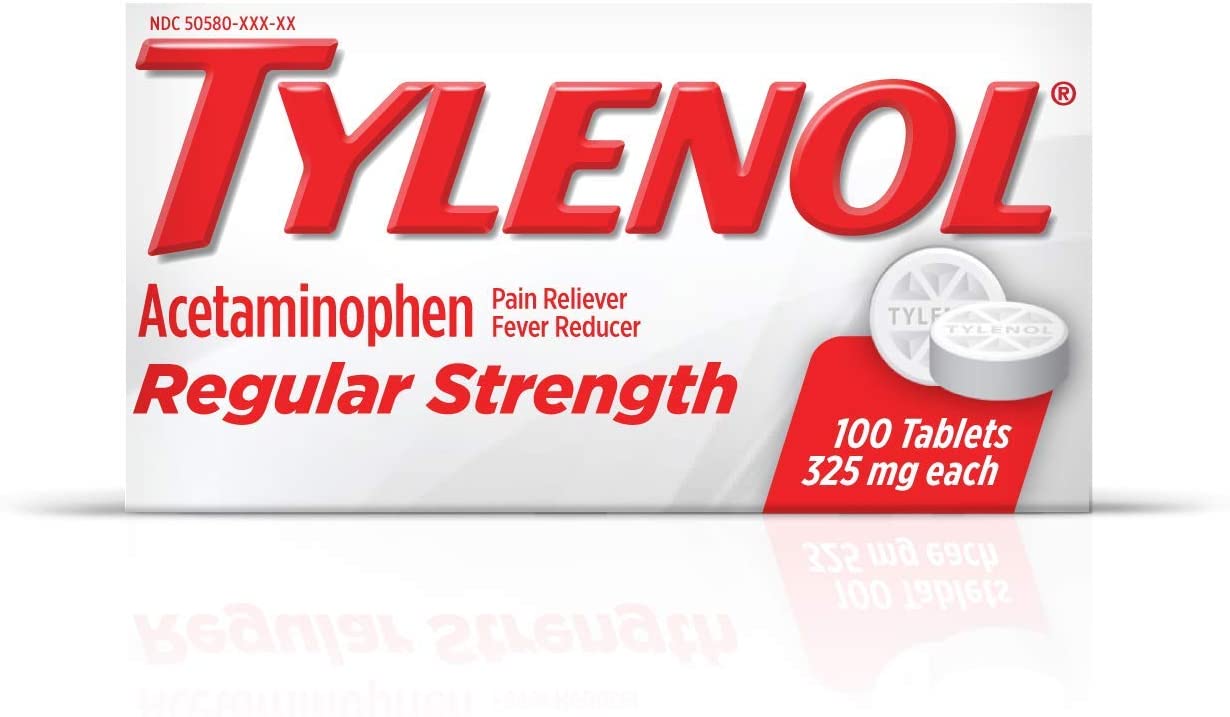 NDC 50580-XXX-XX
TYLENOL®
Acetaminophen
Pain Reliever
Fever Reducer
Regular Strength
TYLENOL
100 Tablets
325 mg each